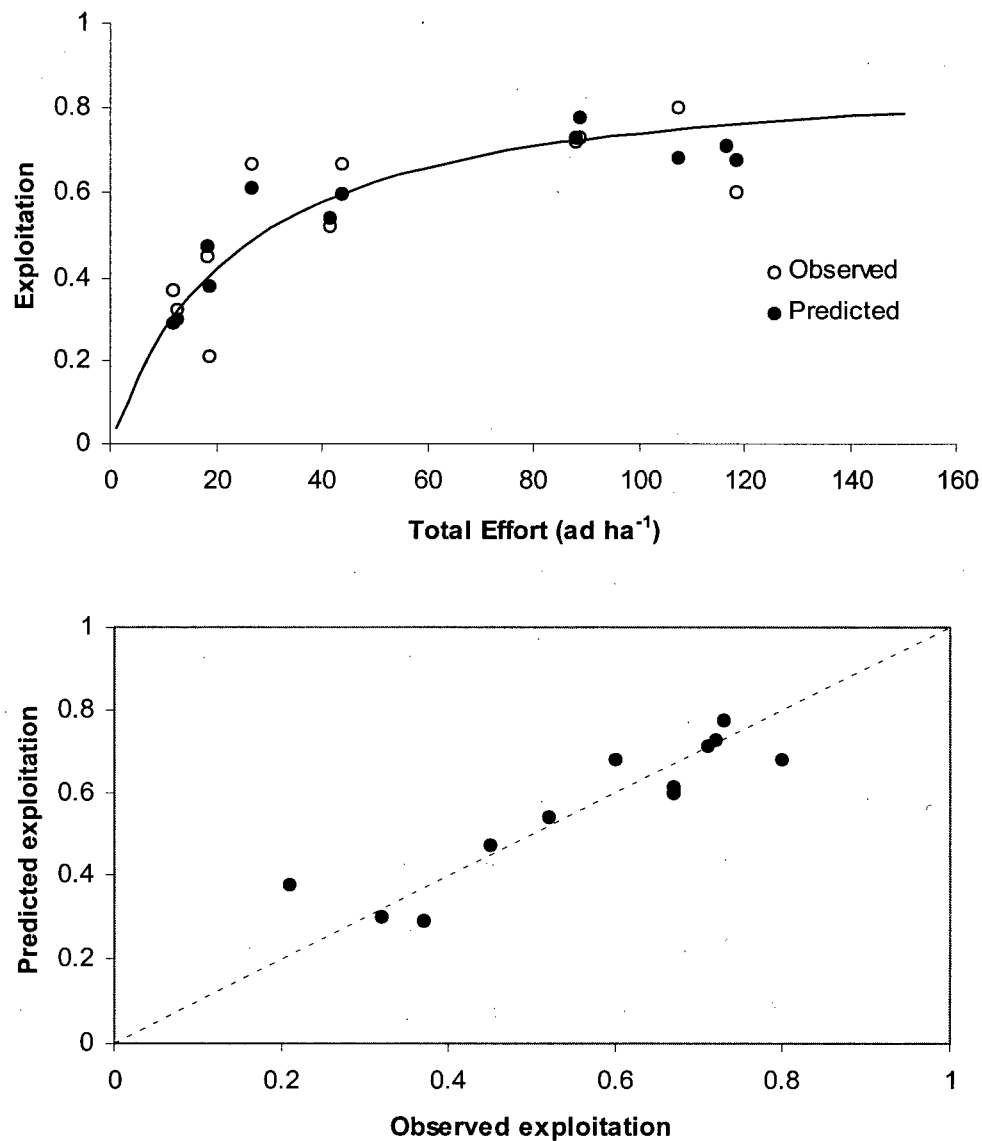 1
0.8
0.6
0.4
0.2
0
Exploitation
Observed
Predicted
0 20 40 60 80 100 120 140 160
Total Effort (ad ha⁻¹)
1
0.8
0.6
0.4
0.2
0
Predicted exploitation
0 0.2 0.4 0.6 0.8 1
Observed exploitation